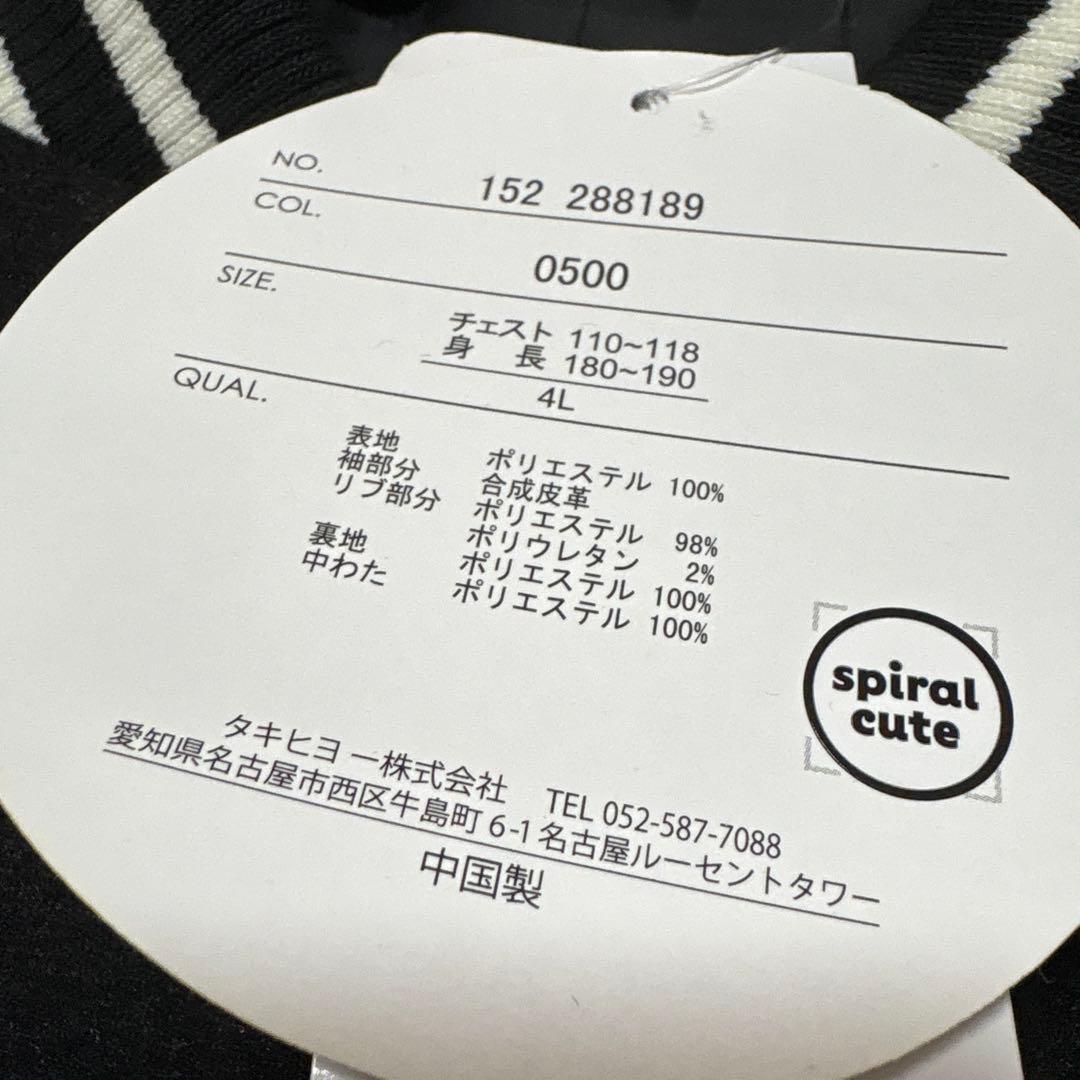 NO. 152 288189
COL. 0500
SIZE. チェスト 110~118
身 長 180~190
4L
QUAL.
表地 ポリエステル 100%
袖部分 合成皮革
リブ部分 ポリエステル 98%
ポリウレタン 2%
裏地 ポリエステル 100%
中わた ポリエステル 100%
spiral
cute
タキヒヨー株式会社 TEL 052-587-7088
愛知県名古屋市西区牛島町6-1名古屋ルーセントタワー
中国製